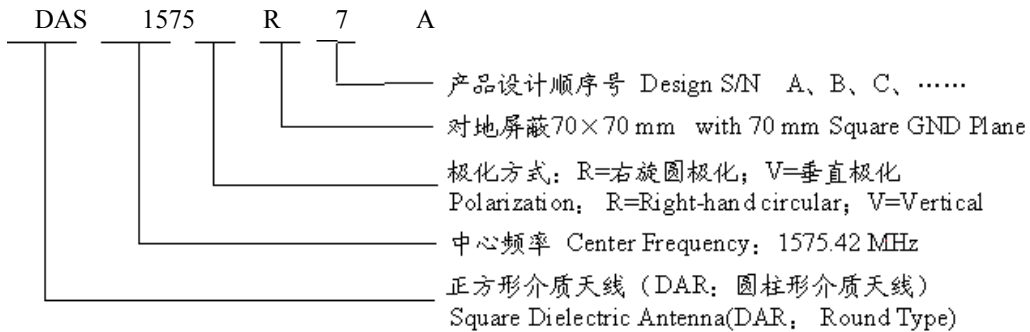 DAS 1575 R 7 A
产品设计顺序号 Design S/N A、B、C、……
对地屏蔽70×70 mm with 70 mm Square GND Plane
极化方式：R=右旋圆极化；V=垂直极化
Polarization： R=Right-hand circular；V=Vertical
中心频率 Center Frequency：1575.42 MHz
正方形介质天线（DAR：圆柱形介质天线）
Square Dielectric Antenna(DAR： Round Type)